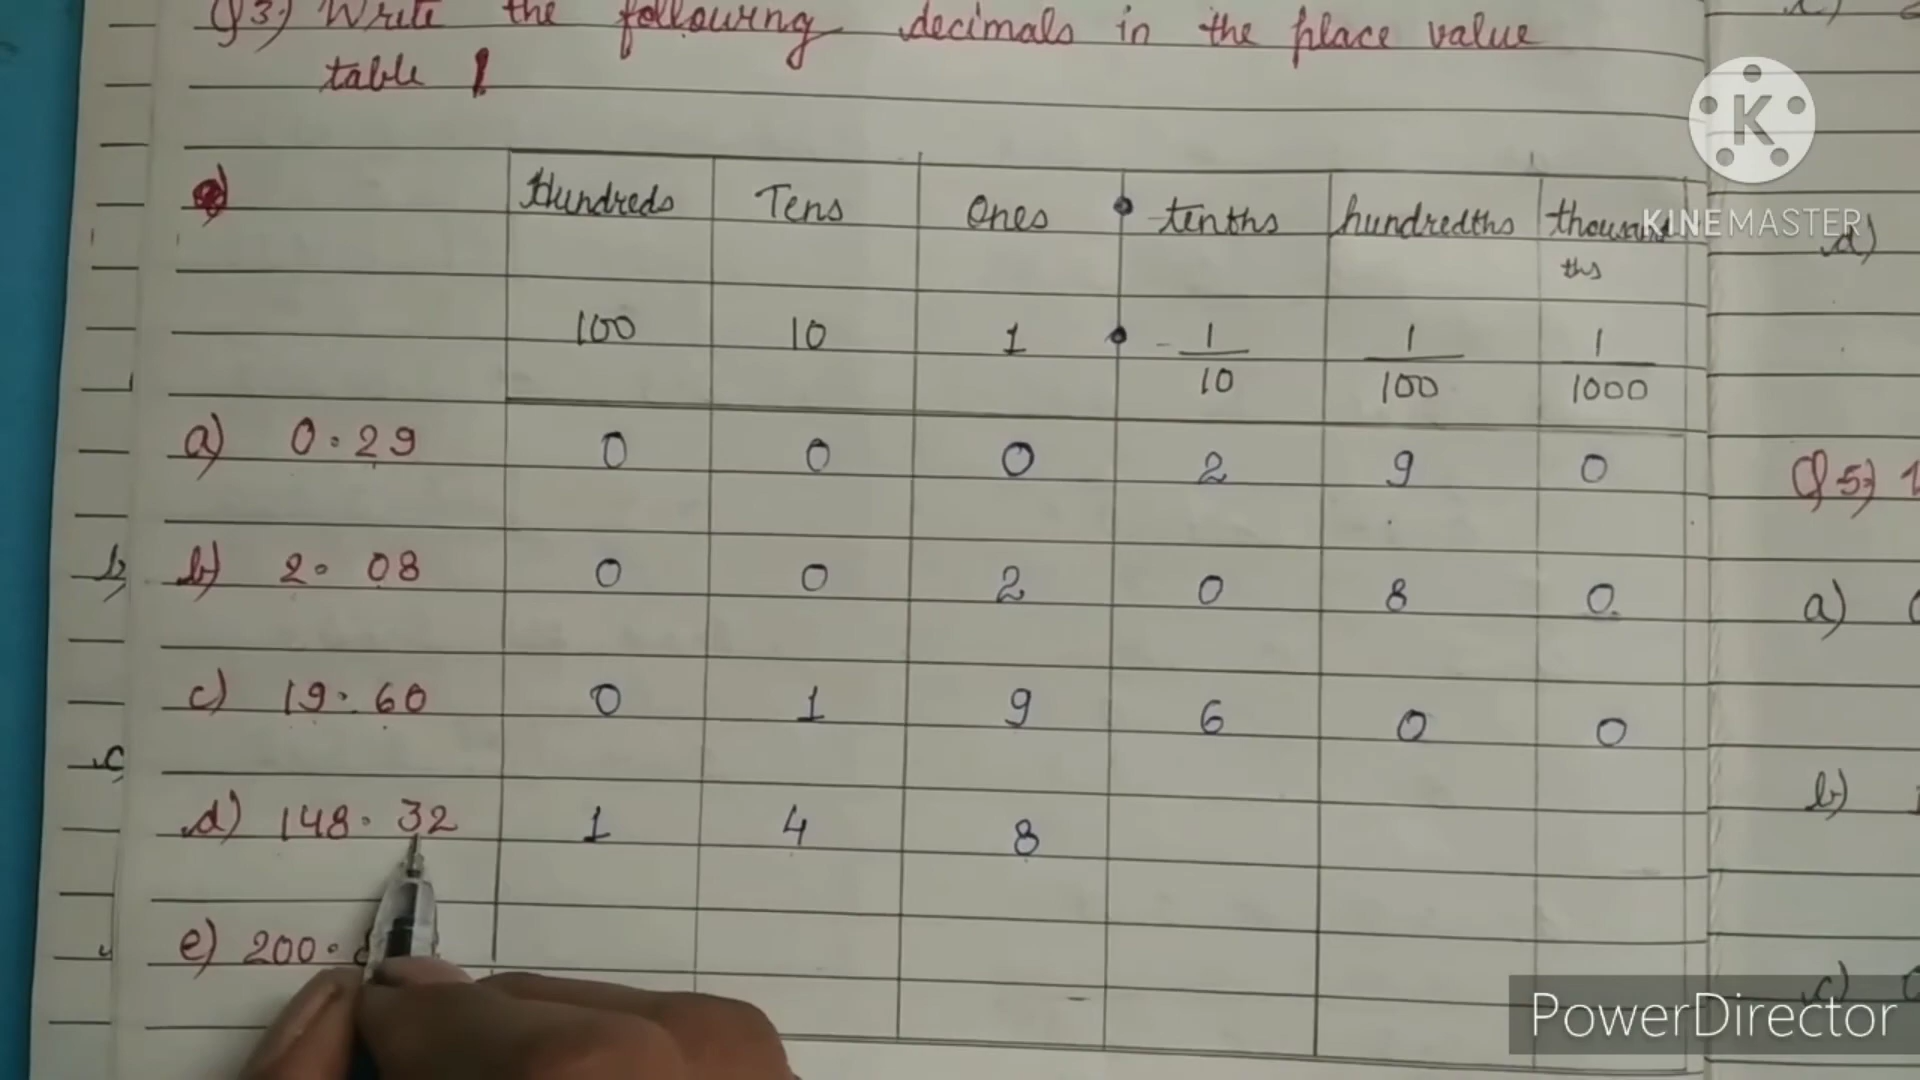 Q3) Write the following decimals in the place value
table
Hundreds Tens Ones • tenths hundredths thousand
ths
100 10 1 • 1/10 1/100 1/1000
a) 0.29 0 0 0 2 9 0
b) 2.08 0 0 2 0 8 0
c) 19.60 0 1 9 6 0 0
d) 148.32 1 4 8
e) 200.
K
KINEMASTER
d)
Q5)
a)
b)
c)
PowerDirector